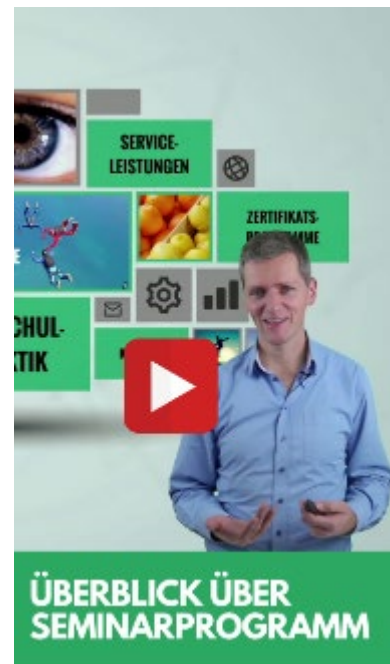 SERVICE-
LEISTUNGEN
ZERTIFIKATS-
CHUL-
TIK
ÜBERBLICK ÜBER
SEMINARPROGRAMM